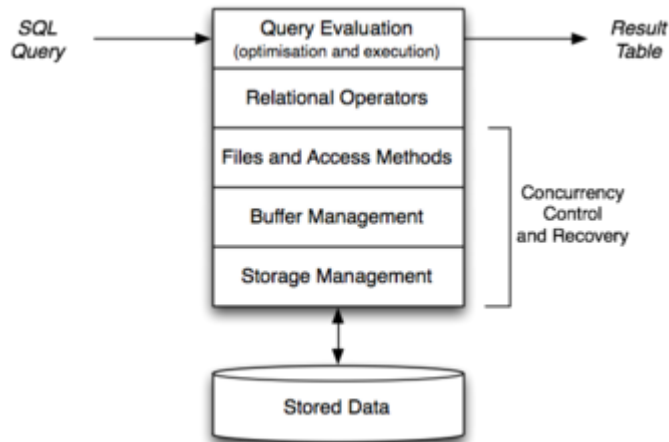 SQL
Query
Query Evaluation
(optimisation and execution)
Result
Table
Relational Operators
Files and Access Methods
Buffer Management
Storage Management
Concurrency
Control
and Recovery
Stored Data